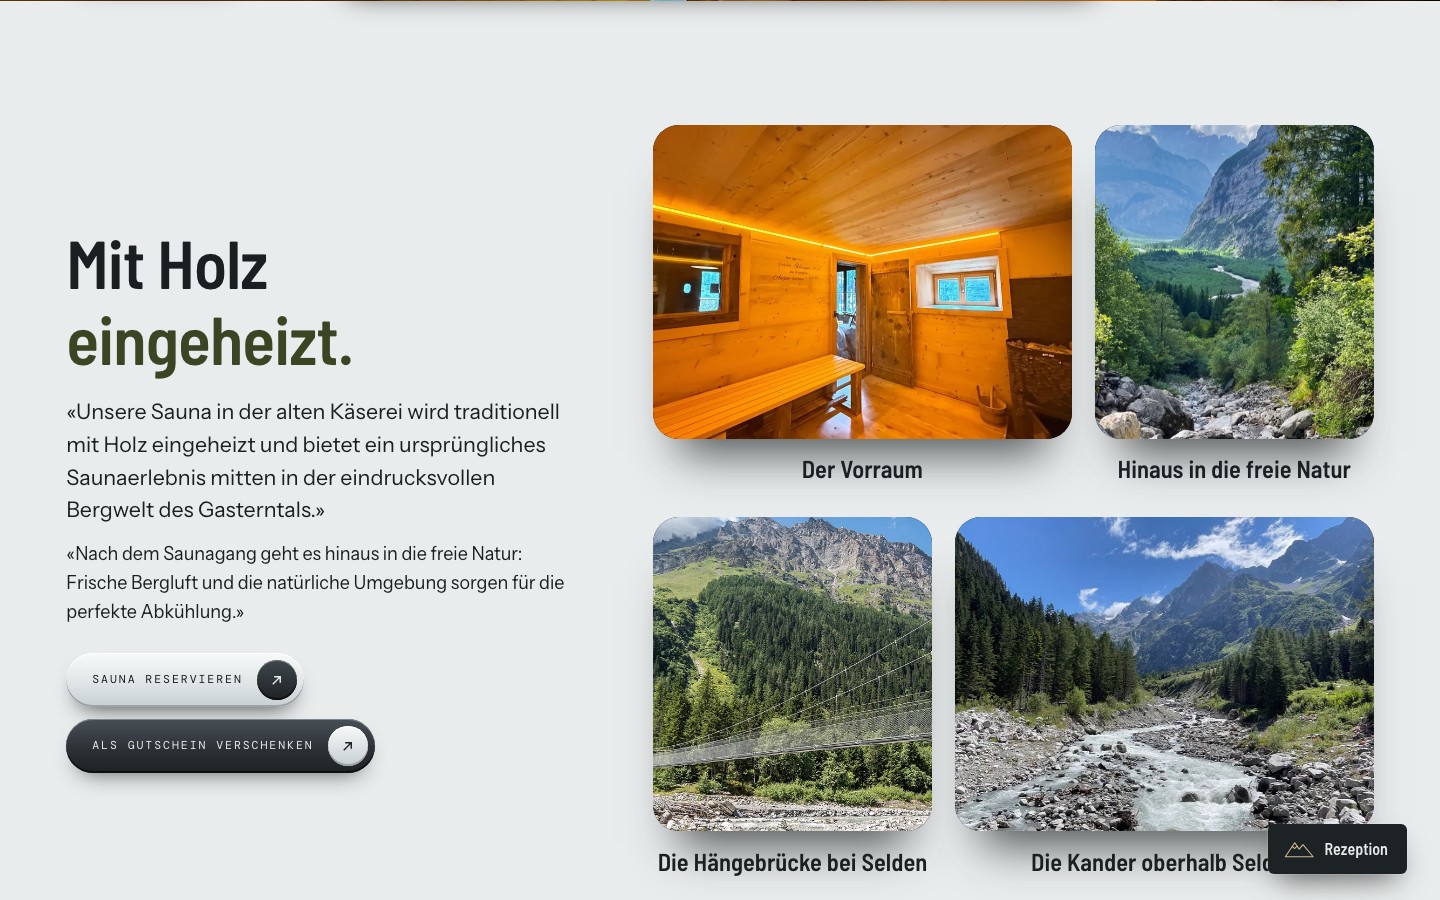 Mit Holz
eingeheizt.
«Unsere Sauna in der alten Käserei wird traditionell
mit Holz eingeheizt und bietet ein ursprüngliches
Saunaerlebnis mitten in der eindrucksvollen
Bergwelt des Gasterntals.»
«Nach dem Saunagang geht es hinaus in die freie Natur:
Frische Bergluft und die natürliche Umgebung sorgen für die
perfekte Abkühlung.»
SAUNA RESERVIEREN
ALS GUTSCHEIN VERSCHENKEN
Der Vorraum
Hinaus in die freie Natur
Die Hängebrücke bei Selden
Die Kander oberhalb
Rezeption